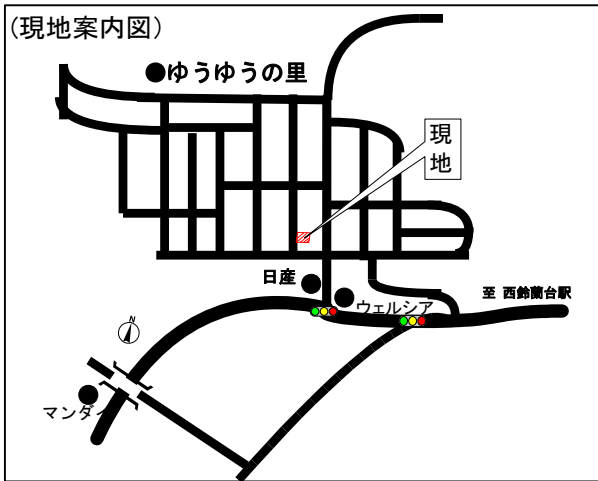 (現地案内図)
ゆうゆうの里
現
地
日産
ウェルシア
至 西鈴蘭台駅
N
マンダイ